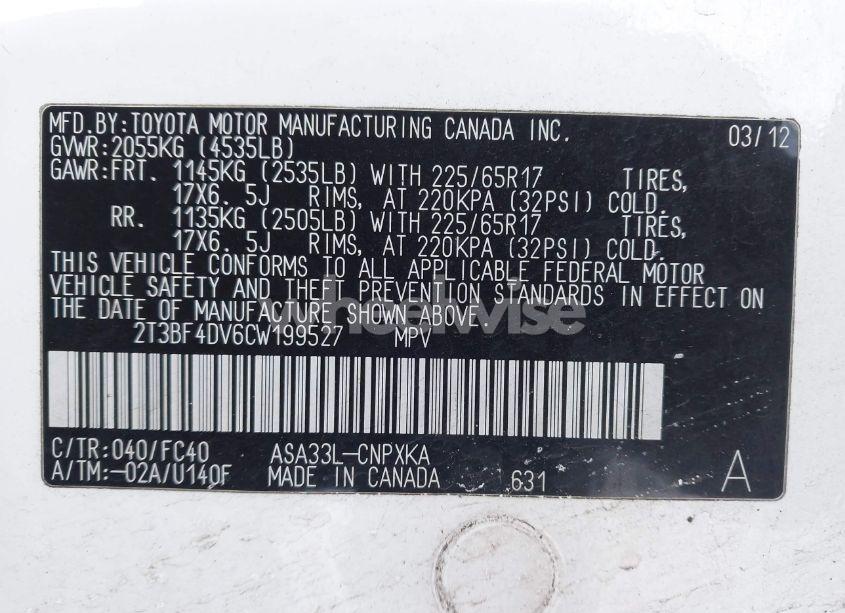 MFD.BY:TOYOTA MOTOR MANUFACTURING CANADA INC. 03/12
GVWR:2055KG (4535LB)
GAWR:FRT. 1145KG (2535LB) WITH 225/65R17 TIRES,
17X6. 5J RIMS, AT 220KPA (32PSI) COLD.
RR. 1135KG (2505LB) WITH 225/65R17 TIRES,
17X6. 5J RIMS, AT 220KPA (32PSI) COLD.
THIS VEHICLE CONFORMS TO ALL APPLICABLE FEDERAL MOTOR
VEHICLE SAFETY AND THEFT PREVENTION STANDARDS IN EFFECT ON
THE DATE OF MANUFACTURE SHOWN ABOVE.
wheelwise
2T3BF4DV6CW199527 MPV
C/TR:040/FC40 ASA33L-CNPXKA
A/TM:-02A/U140F MADE IN CANADA 631 A